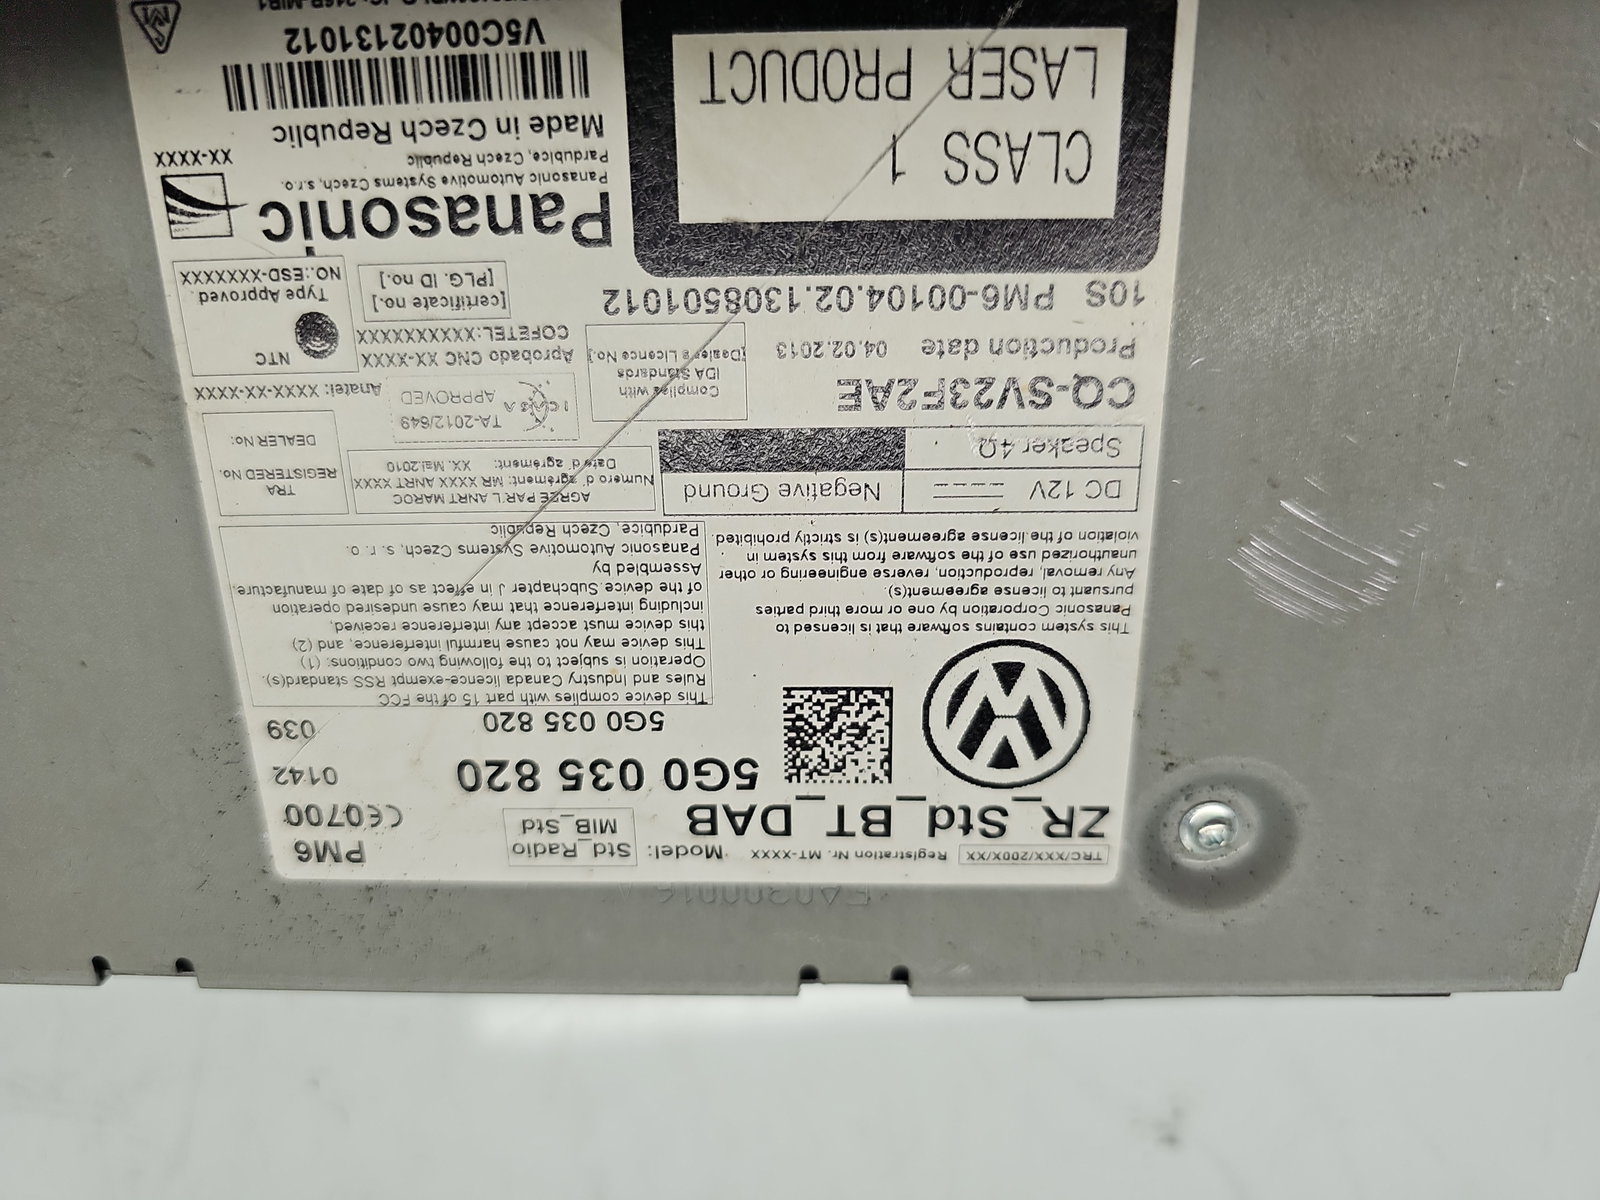 TRC/XXX/200X/XX Registration Nr. MT-XXXX Model: Std_Radio MIB_Std
PM6
ZR_Std_BT_DAB
CE0700
5G0 035 820
0142
5G0 035 820
039
This system contains software that is licensed to
Panasonic Corporation by one or more third parties
pursuant to license agreement(s).
Any removal, reproduction, reverse engineering or other
unauthorized use of the software from this system in
violation of the license agreement(s) is strictly prohibited.
This device complies with part 15 of the FCC
Rules and Industry Canada licence-exempt RSS standard(s).
Operation is subject to the following two conditions: (1)
This device may not cause harmful interference, and (2)
this device must accept any interference received,
including interference that may cause undesired operation
of the device. Subchapter J in effect as of date of manufacture.
Assembled by
Panasonic Automotive Systems Czech, s. r. o.
Pardubice, Czech Republic
DC 12V
Negative Ground
Speaker 4Ω
AGREE PAR L'ANRT MAROC
Numero d'agrément: MR XXXX ANRT XXXX
Date d'agrément: XX. Mai.2010
TRA
REGISTERED No:
DEALER No:
CQ-SV23F2AE
Production date 04.02.2013
10S PM6-00104.02.1308501012
Complies with
IDA Standards
[Dealer's Licence No.]
ICASA
TA-2012/649
APPROVED
Anatel: XXXX-XX-XXXX
Aprobado CNC XX-XXXX
COFETEL:XXXXXXXXXXX
[certificate no.]
[PLG. ID no.]
NTC
Type Approved
NO.:ESD-XXXXXXX
CLASS 1
LASER PRODUCT
Panasonic
Panasonic Automotive Systems Czech, s.r.o.
Pardubice, Czech Republic
XX-XXXX
Made in Czech Republic
V5C00402131012